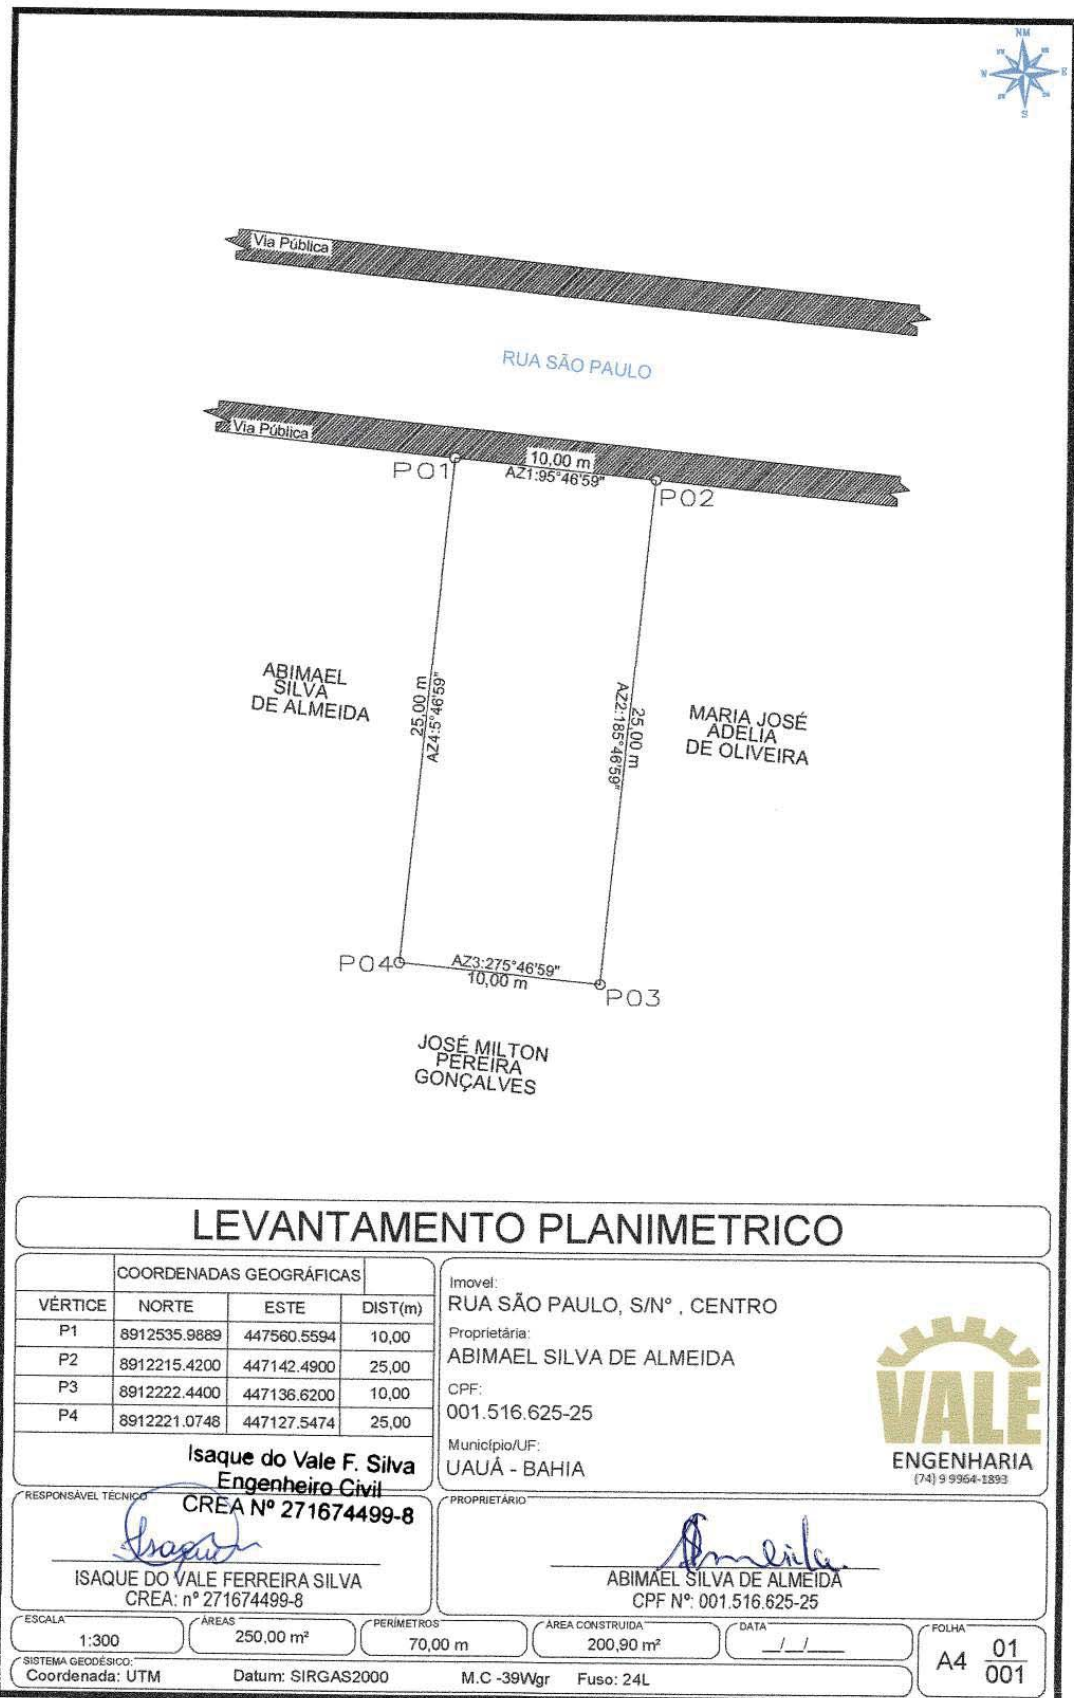 NM
E
S
Via Pública
RUA SÃO PAULO
Via Pública
10,00 m
AZ1:95°46'59"
P01
P02
ABIMAEL
SILVA
DE ALMEIDA
25,00 m
AZ4:5°46'59"
25,00 m
AZ2:185°46'59"
MARIA JOSÉ
ADELIA
DE OLIVEIRA
P04
AZ3:275°46'59"
10,00 m
P03
JOSÉ MILTON
PEREIRA
GONÇALVES
LEVANTAMENTO PLANIMETRICO
COORDENADAS GEOGRÁFICAS
VÉRTICE NORTE ESTE DIST(m)
P1 8912535.9889 447560.5594 10,00
P2 8912215.4200 447142.4900 25,00
P3 8912222.4400 447136.6200 10,00
P4 8912221.0748 447127.5474 25,00
Imovel:
RUA SÃO PAULO, S/Nº , CENTRO
Proprietária:
ABIMAEL SILVA DE ALMEIDA
CPF:
001.516.625-25
Município/UF:
UAUÁ - BAHIA
VALE
ENGENHARIA
(74) 9 9964-1893
Isaque do Vale F. Silva
Engenheiro Civil
CREA Nº 271674499-8
RESPONSÁVEL TÉCNICO
Isaque
ISAQUE DO VALE FERREIRA SILVA
CREA: nº 271674499-8
PROPRIETÁRIO
Almeida
ABIMAEL SILVA DE ALMEIDA
CPF Nº: 001.516.625-25
ESCALA
1:300
ÁREAS
250,00 m²
PERÍMETROS
70,00 m
ÁREA CONSTRUIDA
200,90 m²
DATA
__/__/____
FOLHA
A4 01
001
SISTEMA GEODÉSICO:
Coordenada: UTM Datum: SIRGAS2000 M.C -39Wgr Fuso: 24L